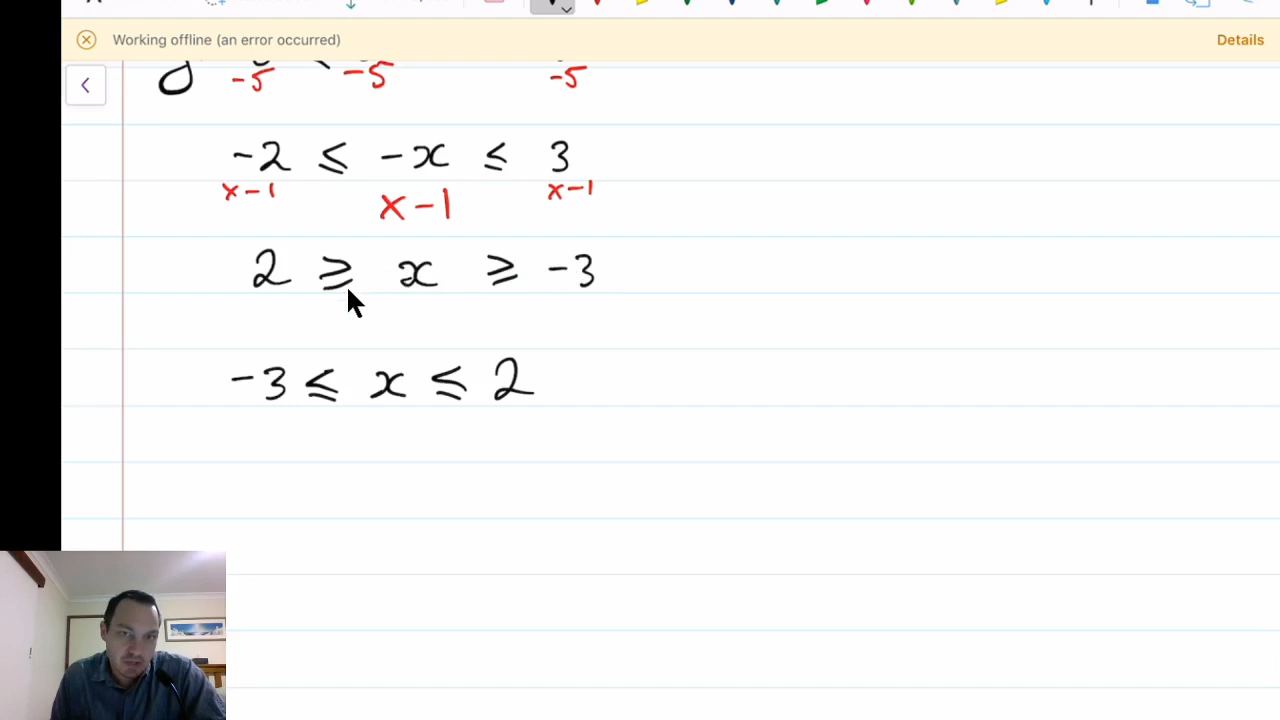 Working offline (an error occurred) Details
-5 -5 -5
-2 ≤ -x ≤ 3
x-1 x-1 x-1
2 ≥ x ≥ -3
-3 ≤ x ≤ 2